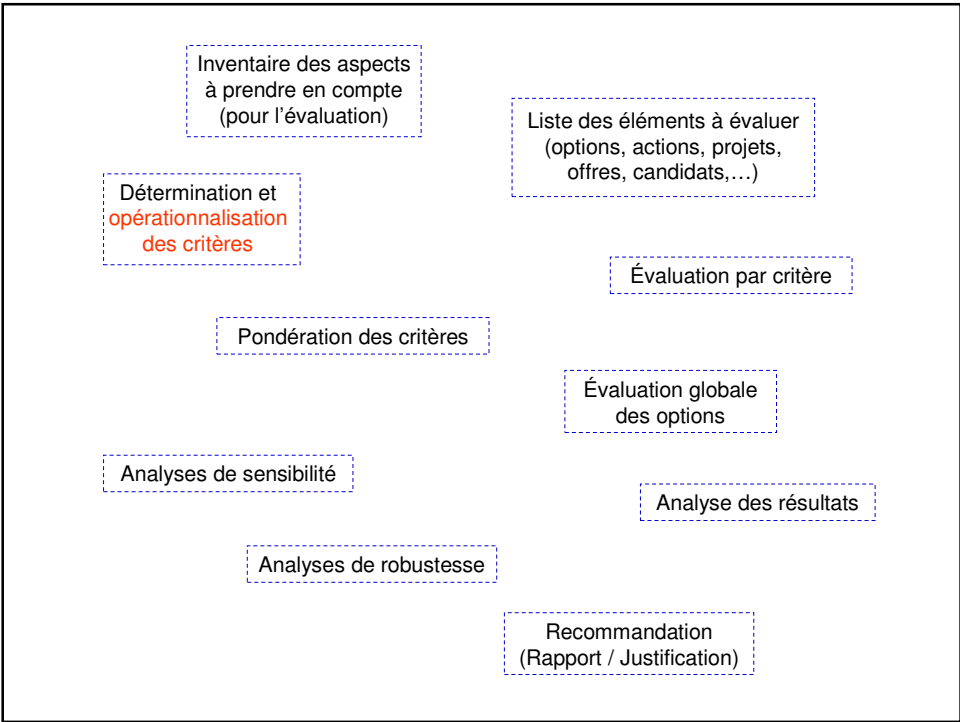 Inventaire des aspects
à prendre en compte
(pour l'évaluation)
Liste des éléments à évaluer
(options, actions, projets,
offres, candidats,…)
Détermination et
opérationnalisation
des critères
Évaluation par critère
Pondération des critères
Évaluation globale
des options
Analyses de sensibilité
Analyse des résultats
Analyses de robustesse
Recommandation
(Rapport / Justification)